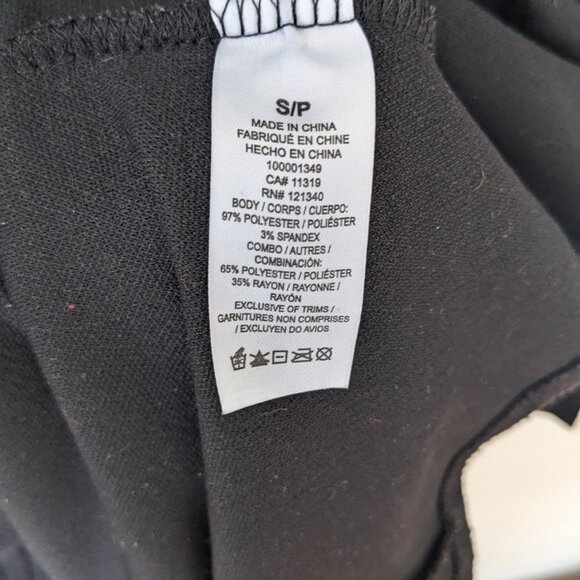 S/P
MADE IN CHINA
FABRIQUÉ EN CHINE
HECHO EN CHINA
100001349
CA# 11319
RN# 121340
BODY / CORPS / CUERPO:
97% POLYESTER / POLIÉSTER
3% SPANDEX
COMBO / AUTRES /
COMBINACIÓN:
65% POLYESTER / POLIÉSTER
35% RAYON / RAYONNE /
RAYÓN
EXCLUSIVE OF TRIMS /
GARNITURES NON COMPRISES
/ EXCLUYEN DO AVIOS